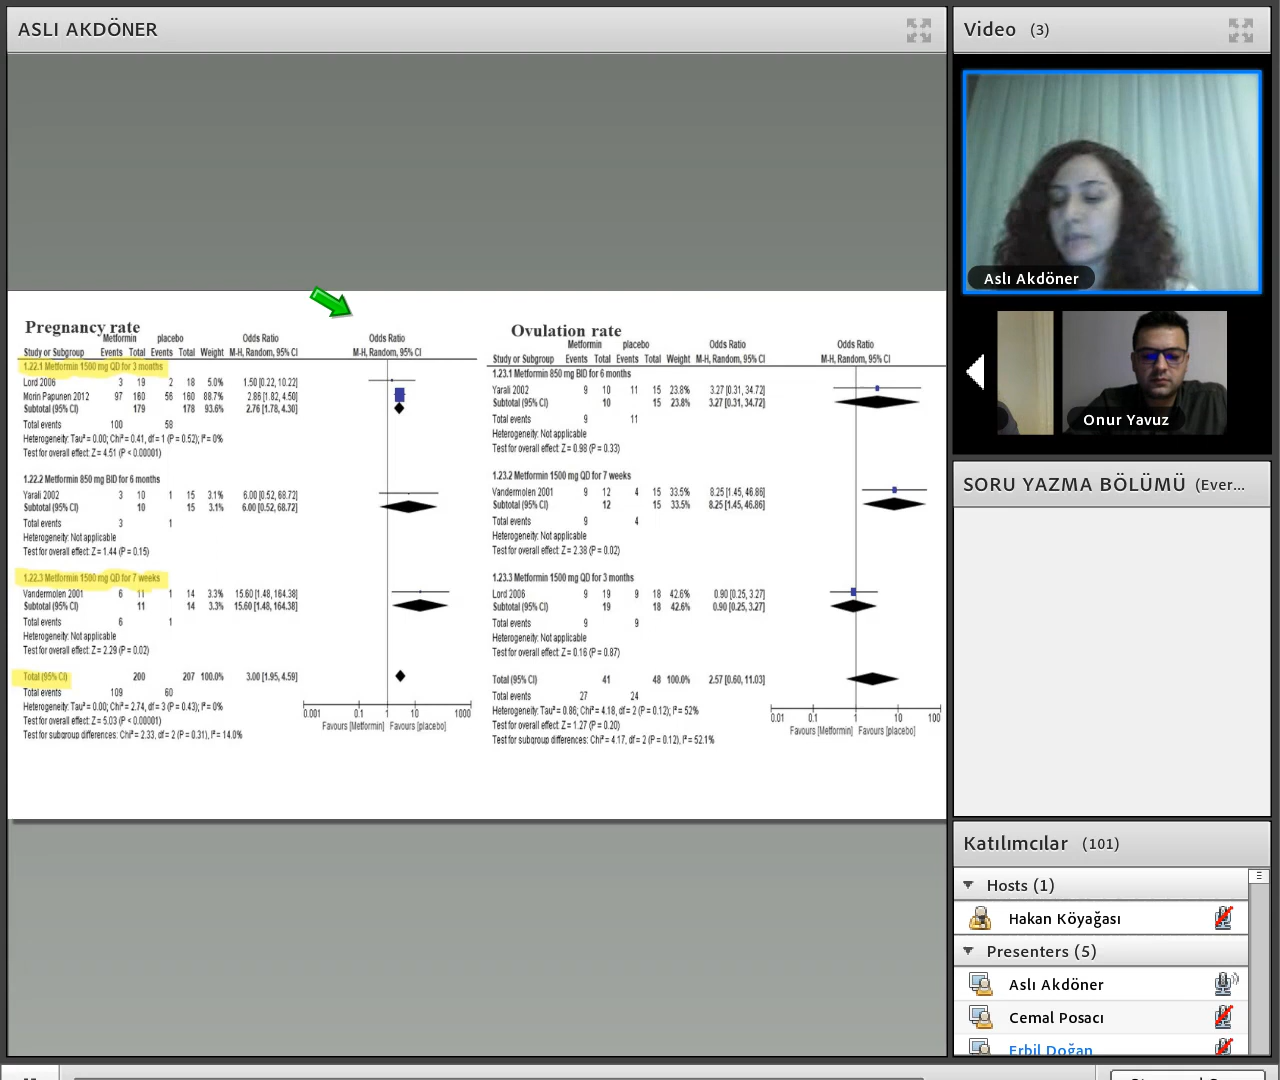 ASLI AKDÖNER
Pregnancy rate
Metformin placebo Odds Ratio Odds Ratio
Study or Subgroup Events Total Events Total Weight M-H, Random, 95% CI M-H, Random, 95% CI
1.22.1 Metformin 1500 mg QD for 3 months
Lord 2006 3 19 2 18 5.0% 1.50 [0.22, 10.22]
Morin Papunen 2012 97 160 56 160 88.7% 2.86 [1.82, 4.50]
Subtotal (95% CI) 179 178 93.6% 2.76 [1.78, 4.30]
Total events 100 58
Heterogeneity: Tau² = 0.00; Chi² = 0.41, df = 1 (P = 0.52); I² = 0%
Test for overall effect: Z = 4.51 (P < 0.00001)
1.22.2 Metformin 850 mg BID for 6 months
Yarali 2002 3 10 1 15 3.1% 6.00 [0.52, 68.72]
Subtotal (95% CI) 10 15 3.1% 6.00 [0.52, 68.72]
Total events 3 1
Heterogeneity: Not applicable
Test for overall effect: Z = 1.44 (P = 0.15)
1.22.3 Metformin 1500 mg QD for 7 weeks
Vandermolen 2001 6 11 1 14 3.3% 15.60 [1.48, 164.38]
Subtotal (95% CI) 11 14 3.3% 15.60 [1.48, 164.38]
Total events 6 1
Heterogeneity: Not applicable
Test for overall effect: Z = 2.29 (P = 0.02)
Total (95% CI) 200 207 100.0% 3.00 [1.95, 4.59]
Total events 109 60
Heterogeneity: Tau² = 0.00; Chi² = 2.74, df = 3 (P = 0.43); I² = 0%
Test for overall effect: Z = 5.03 (P < 0.00001)
Test for subgroup differences: Chi² = 2.33, df = 2 (P = 0.31), I² = 14.0%
0.001 0.1 1 10 1000
Favours [Metformin] Favours [placebo]
Ovulation rate
Metformin placebo Odds Ratio Odds Ratio
Study or Subgroup Events Total Events Total Weight M-H, Random, 95% CI M-H, Random, 95% CI
1.23.1 Metformin 850 BID for 6 months
Yarali 2002 9 10 11 15 23.8% 3.27 [0.31, 34.72]
Subtotal (95% CI) 10 15 23.8% 3.27 [0.31, 34.72]
Total events 9 11
Heterogeneity: Not applicable
Test for overall effect: Z = 0.98 (P = 0.33)
1.23.2 Metformin 1500 mg QD for 7 weeks
Vandermolen 2001 9 12 4 15 33.5% 8.25 [1.45, 46.86]
Subtotal (95% CI) 12 15 33.5% 8.25 [1.45, 46.86]
Total events 9 4
Heterogeneity: Not applicable
Test for overall effect: Z = 2.38 (P = 0.02)
1.23.3 Metformin 1500 mg QD for 3 months
Lord 2006 9 19 9 18 42.6% 0.90 [0.25, 3.27]
Subtotal (95% CI) 19 18 42.6% 0.90 [0.25, 3.27]
Total events 9 9
Heterogeneity: Not applicable
Test for overall effect: Z = 0.16 (P = 0.87)
Total (95% CI) 41 48 100.0% 2.57 [0.60, 11.03]
Total events 27 24
Heterogeneity: Tau² = 0.86; Chi² = 4.18, df = 2 (P = 0.12); I² = 52%
Test for overall effect: Z = 1.27 (P = 0.20)
Test for subgroup differences: Chi² = 4.17, df = 2 (P = 0.12), I² = 52.1%
0.01 0.1 1 10 100
Favours [Metformin] Favours [placebo]
Video (3)
Aslı Akdöner
Onur Yavuz
SORU YAZMA BÖLÜMÜ (Ever...
Katılımcılar (101)
Hosts (1)
Hakan Köyağası
Presenters (5)
Aslı Akdöner
Cemal Posacı
Erbil Doğan